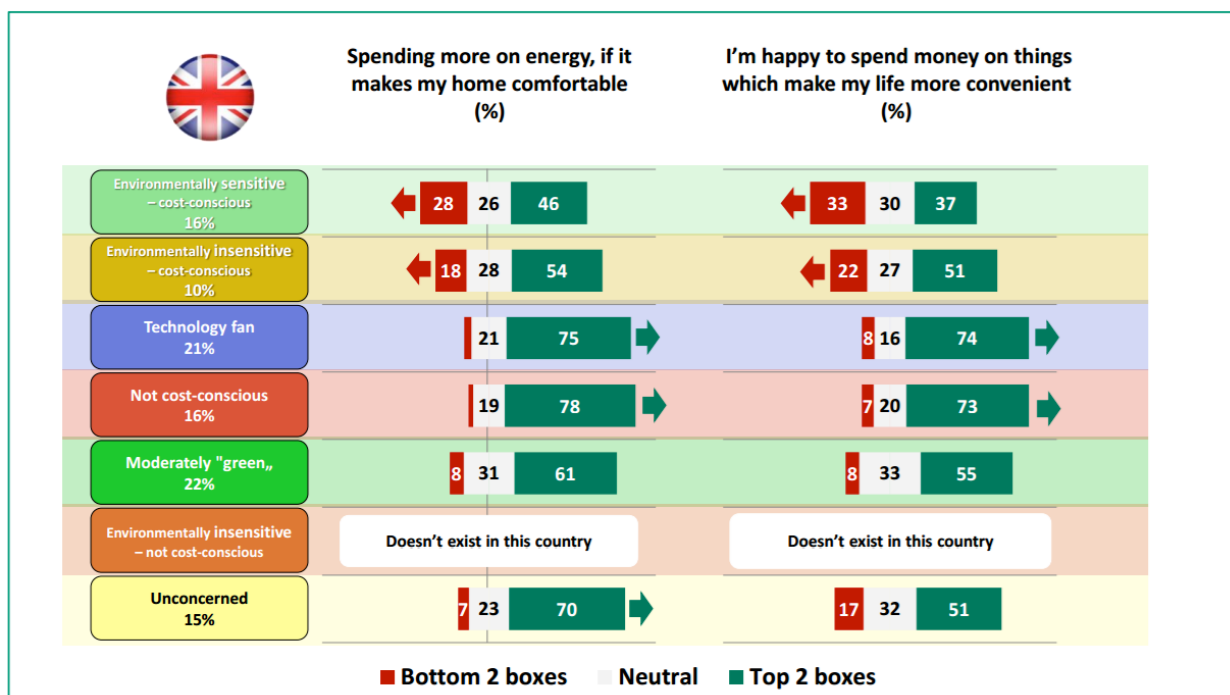 Spending more on energy, if it
makes my home comfortable
(%)
I'm happy to spend money on things
which make my life more convenient
(%)
Environmentally sensitive
– cost-conscious
16%
28 26 46
33 30 37
Environmentally insensitive
– cost-conscious
10%
18 28 54
22 27 51
Technology fan
21%
21 75
8 16 74
Not cost-conscious
16%
19 78
7 20 73
Moderately "green„
22%
8 31 61
8 33 55
Environmentally insensitive
– not cost-conscious
Doesn't exist in this country
Doesn't exist in this country
Unconcerned
15%
7 23 70
17 32 51
Bottom 2 boxes Neutral Top 2 boxes